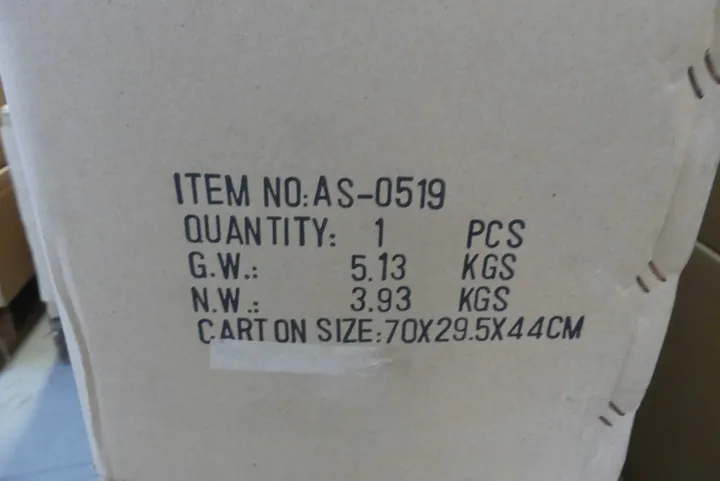 ITEM NO:AS-0519
QUANTITY: 1 PCS
G.W.: 5.13 KGS
N.W.: 3.93 KGS
CARTON SIZE:70X29.5X44CM